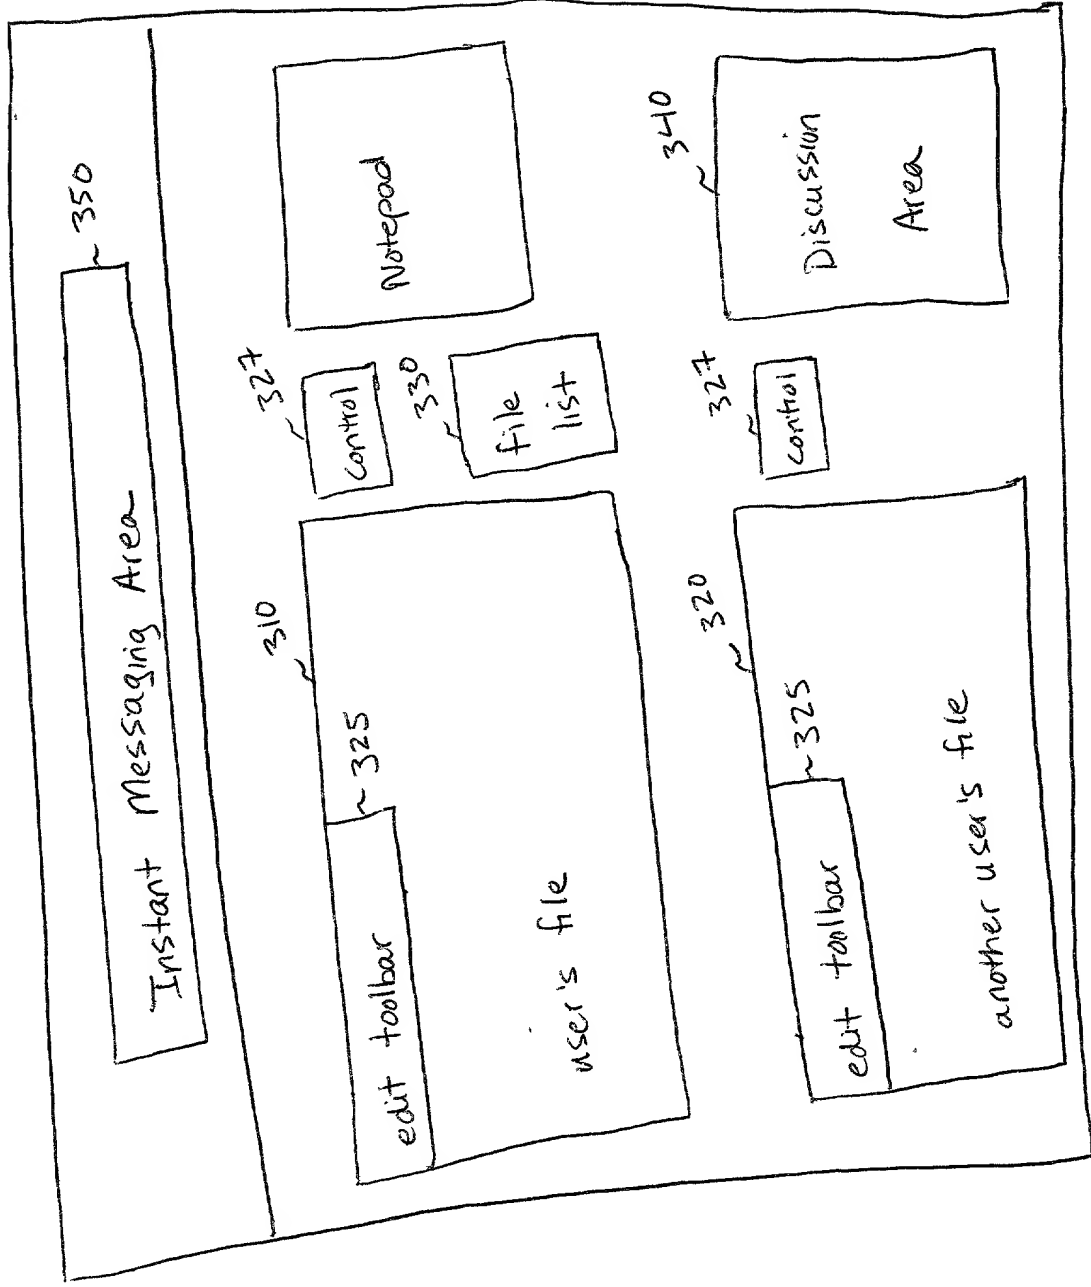 Instant Messaging Area
350
310
edit toolbar
325
user's file
327
control
330
file
list
Notepad
320
edit toolbar
325
another user's file
327
control
340
Discussion
Area